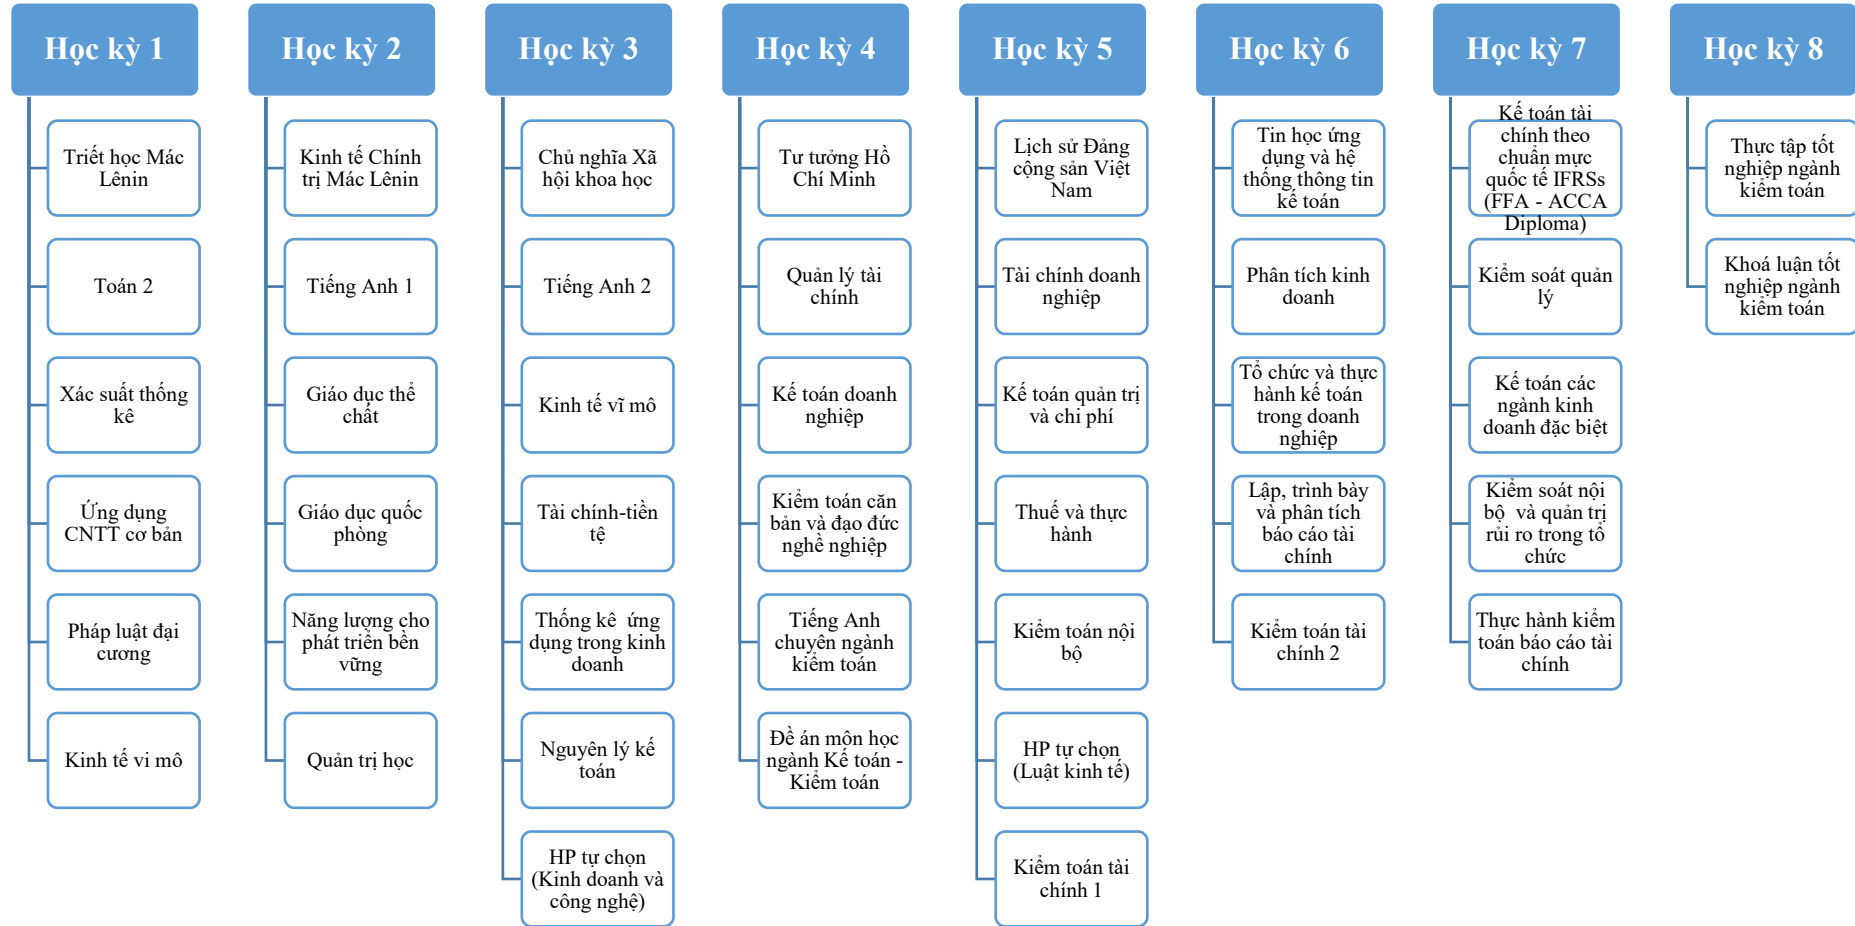 Học kỳ 1
Triết học Mác
Lênin
Toán 2
Xác suất thống
kê
Ứng dụng
CNTT cơ bản
Pháp luật đại
cương
Kinh tế vi mô
Học kỳ 2
Kinh tế Chính
trị Mác Lênin
Tiếng Anh 1
Giáo dục thể
chất
Giáo dục quốc
phòng
Năng lượng cho
phát triển bền
vững
Quản trị học
Học kỳ 3
Chủ nghĩa Xã
hội khoa học
Tiếng Anh 2
Kinh tế vĩ mô
Tài chính-tiền
tệ
Thống kê ứng
dụng trong kinh
doanh
Nguyên lý kế
toán
HP tự chọn
(Kinh doanh và
công nghệ)
Học kỳ 4
Tư tưởng Hồ
Chí Minh
Quản lý tài
chính
Kế toán doanh
nghiệp
Kiểm toán căn
bản và đạo đức
nghề nghiệp
Tiếng Anh
chuyên ngành
kiểm toán
Đề án môn học
ngành Kế toán -
Kiểm toán
Học kỳ 5
Lịch sử Đảng
cộng sản Việt
Nam
Tài chính doanh
nghiệp
Kế toán quản trị
và chi phí
Thuế và thực
hành
Kiểm toán nội
bộ
HP tự chọn
(Luật kinh tế)
Kiểm toán tài
chính 1
Học kỳ 6
Tin học ứng
dụng và hệ
thống thông tin
kế toán
Phân tích kinh
doanh
Tổ chức và thực
hành kế toán
trong doanh
nghiệp
Lập, trình bày
và phân tích
báo cáo tài
chính
Kiểm toán tài
chính 2
Học kỳ 7
Kế toán tài
chính theo
chuẩn mực
quốc tế IFRSs
(FFA - ACCA
Diploma)
Kiểm soát quản
lý
Kế toán các
ngành kinh
doanh đặc biệt
Kiểm soát nội
bộ và quản trị
rủi ro trong tổ
chức
Thực hành kiểm
toán báo cáo tài
chính
Học kỳ 8
Thực tập tốt
nghiệp ngành
kiểm toán
Khoá luận tốt
nghiệp ngành
kiểm toán